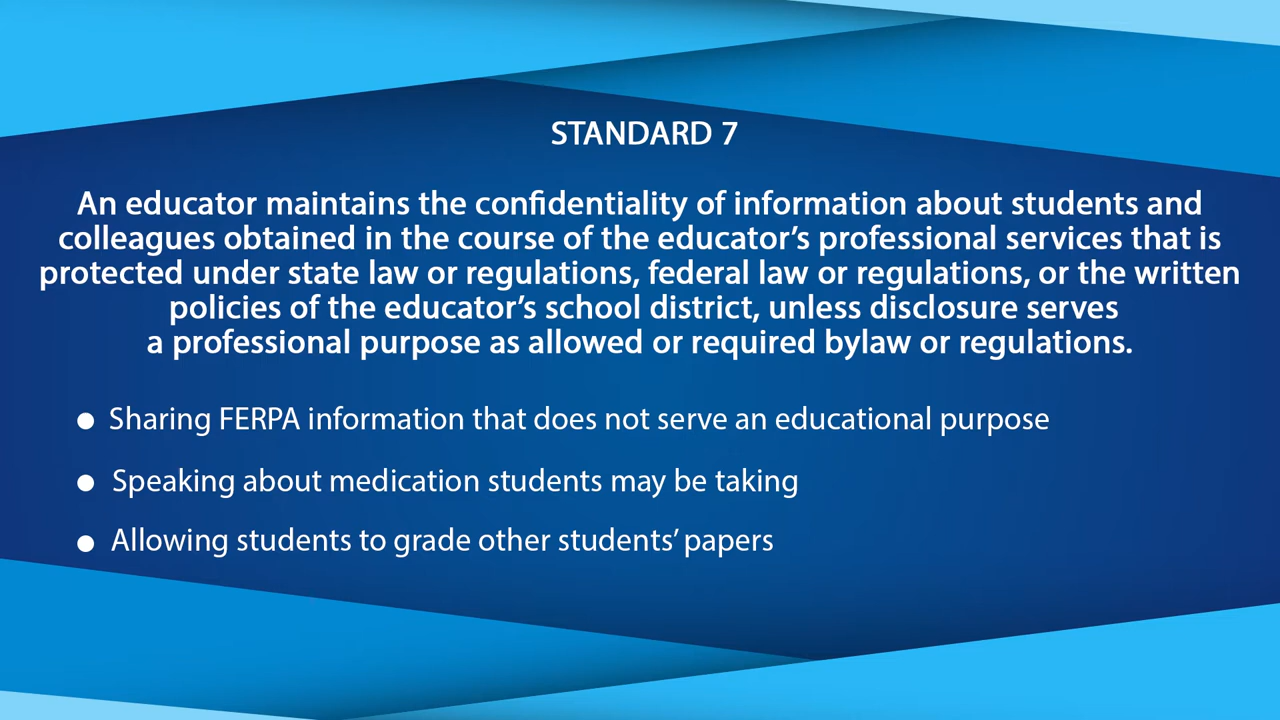 STANDARD 7
An educator maintains the confidentiality of information about students and
colleagues obtained in the course of the educator’s professional services that is
protected under state law or regulations, federal law or regulations, or the written
policies of the educator’s school district, unless disclosure serves
a professional purpose as allowed or required bylaw or regulations.
● Sharing FERPA information that does not serve an educational purpose
● Speaking about medication students may be taking
● Allowing students to grade other students’ papers